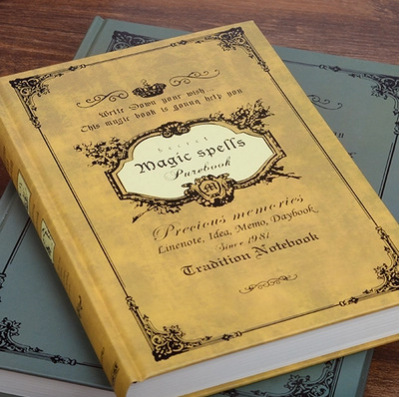 Write Down your wish
This magic book is gonna help you
Secret
Magic spells
Purebook
Precious memories
Linenote, Idea, Memo, Daybook
Since 1981
Tradition Notebook